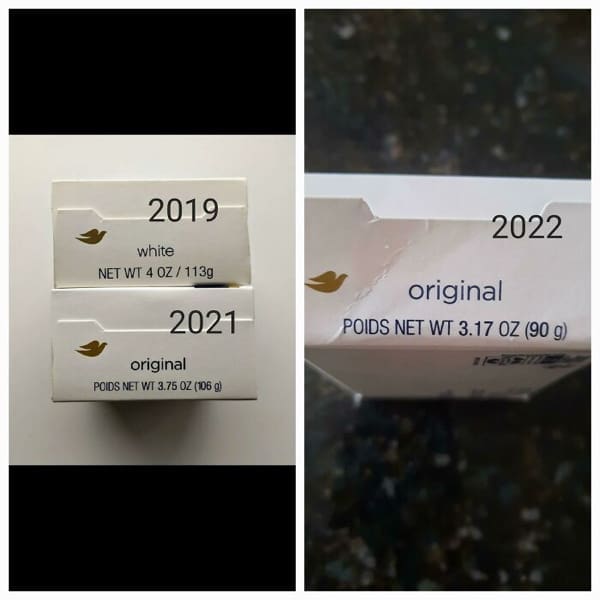 2019
white
NET WT 4 OZ / 113g
2021
original
POIDS NET WT 3.75 OZ (106 g)
2022
original
POIDS NET WT 3.17 OZ (90 g)